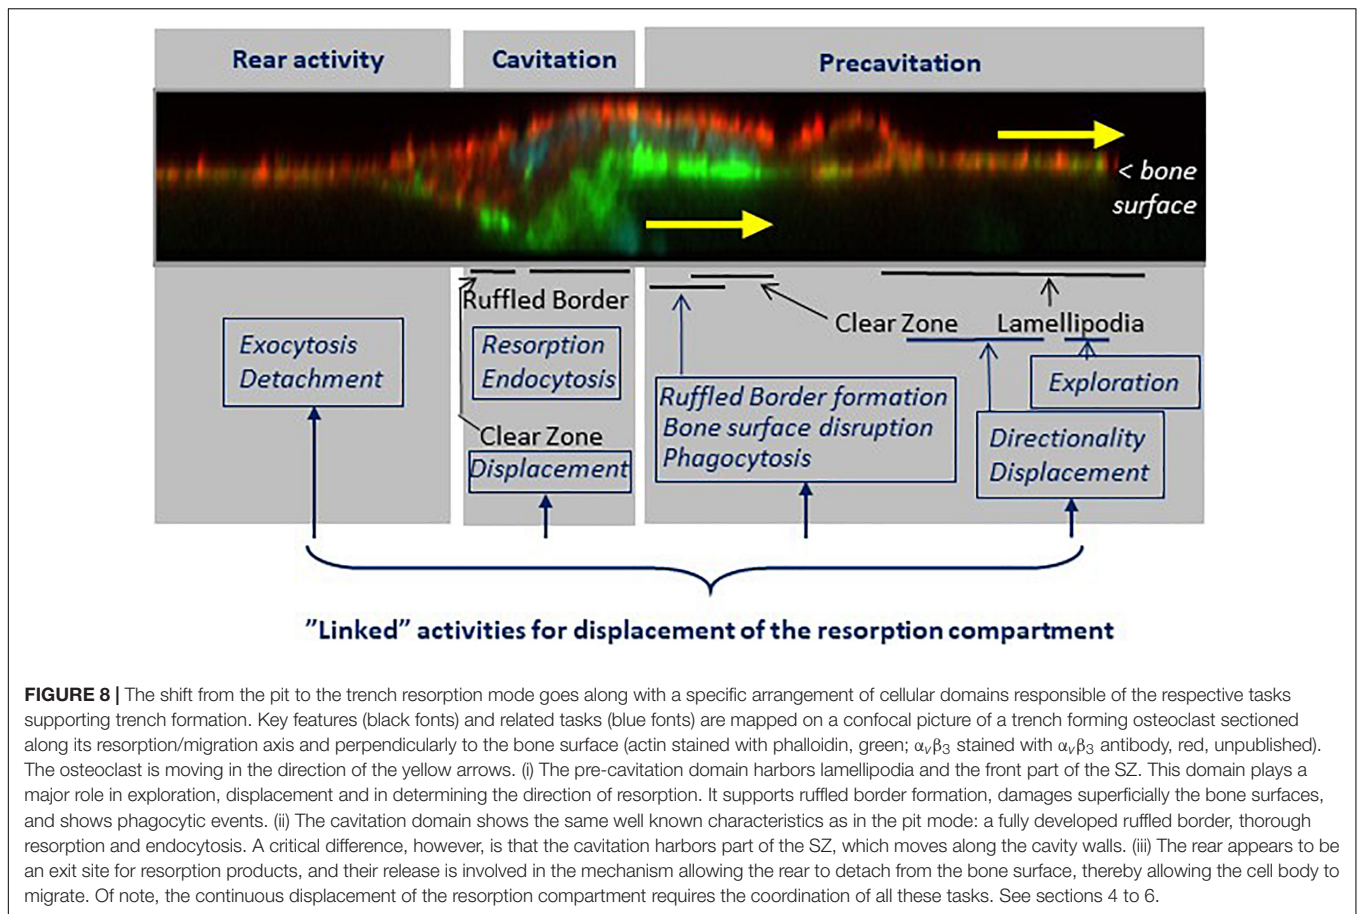 Rear activity
Cavitation
Precavitation
< bone
surface
Ruffled Border
Clear Zone
Lamellipodia
Exocytosis
Detachment
Resorption
Endocytosis
Exploration
Ruffled Border formation
Bone surface disruption
Phagocytosis
Directionality
Displacement
Clear Zone
Displacement
"Linked" activities for displacement of the resorption compartment
FIGURE 8 | The shift from the pit to the trench resorption mode goes along with a specific arrangement of cellular domains responsible of the respective tasks
supporting trench formation. Key features (black fonts) and related tasks (blue fonts) are mapped on a confocal picture of a trench forming osteoclast sectioned
along its resorption/migration axis and perpendicularly to the bone surface (actin stained with phalloidin, green; αvβ3 stained with αvβ3 antibody, red, unpublished).
The osteoclast is moving in the direction of the yellow arrows. (i) The pre-cavitation domain harbors lamellipodia and the front part of the SZ. This domain plays a
major role in exploration, displacement and in determining the direction of resorption. It supports ruffled border formation, damages superficially the bone surfaces,
and shows phagocytic events. (ii) The cavitation domain shows the same well known characteristics as in the pit mode: a fully developed ruffled border, thorough
resorption and endocytosis. A critical difference, however, is that the cavitation harbors part of the SZ, which moves along the cavity walls. (iii) The rear appears to be
an exit site for resorption products, and their release is involved in the mechanism allowing the rear to detach from the bone surface, thereby allowing the cell body to
migrate. Of note, the continuous displacement of the resorption compartment requires the coordination of all these tasks. See sections 4 to 6.